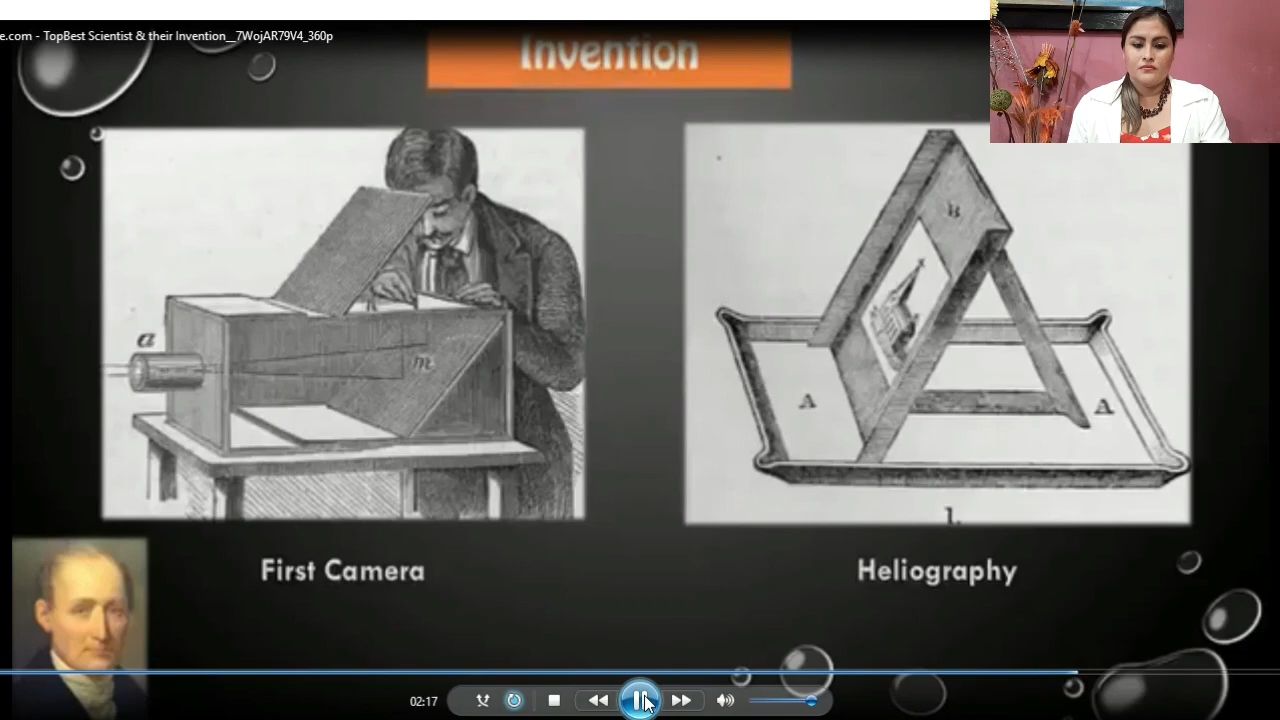 e.com - TopBest Scientist & their Invention__7WojAR79V4_360p
Invention
a
m
B
A
A
1.
First Camera
Heliography
02:17